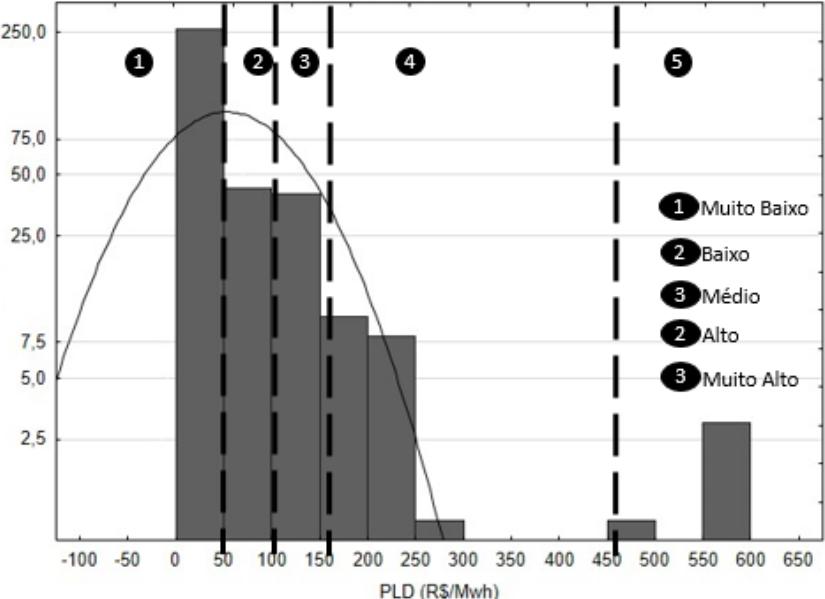 250,0
75,0
50,0
25,0
7,5
5,0
2,5
1 2 3 4 5
1 Muito Baixo
2 Baixo
3 Médio
2 Alto
3 Muito Alto
-100 -50 0 50 100 150 200 250 300 350 400 450 500 550 600 650
PLD (R$/Mwh)